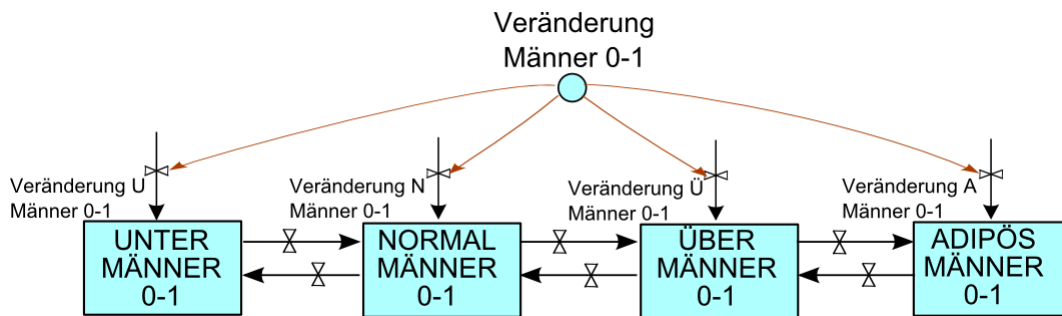 Veränderung
Männer 0-1
Veränderung U
Männer 0-1
Veränderung N
Männer 0-1
Veränderung Ü
Männer 0-1
Veränderung A
Männer 0-1
UNTER
MÄNNER
0-1
NORMAL
MÄNNER
0-1
ÜBER
MÄNNER
0-1
ADIPÖS
MÄNNER
0-1